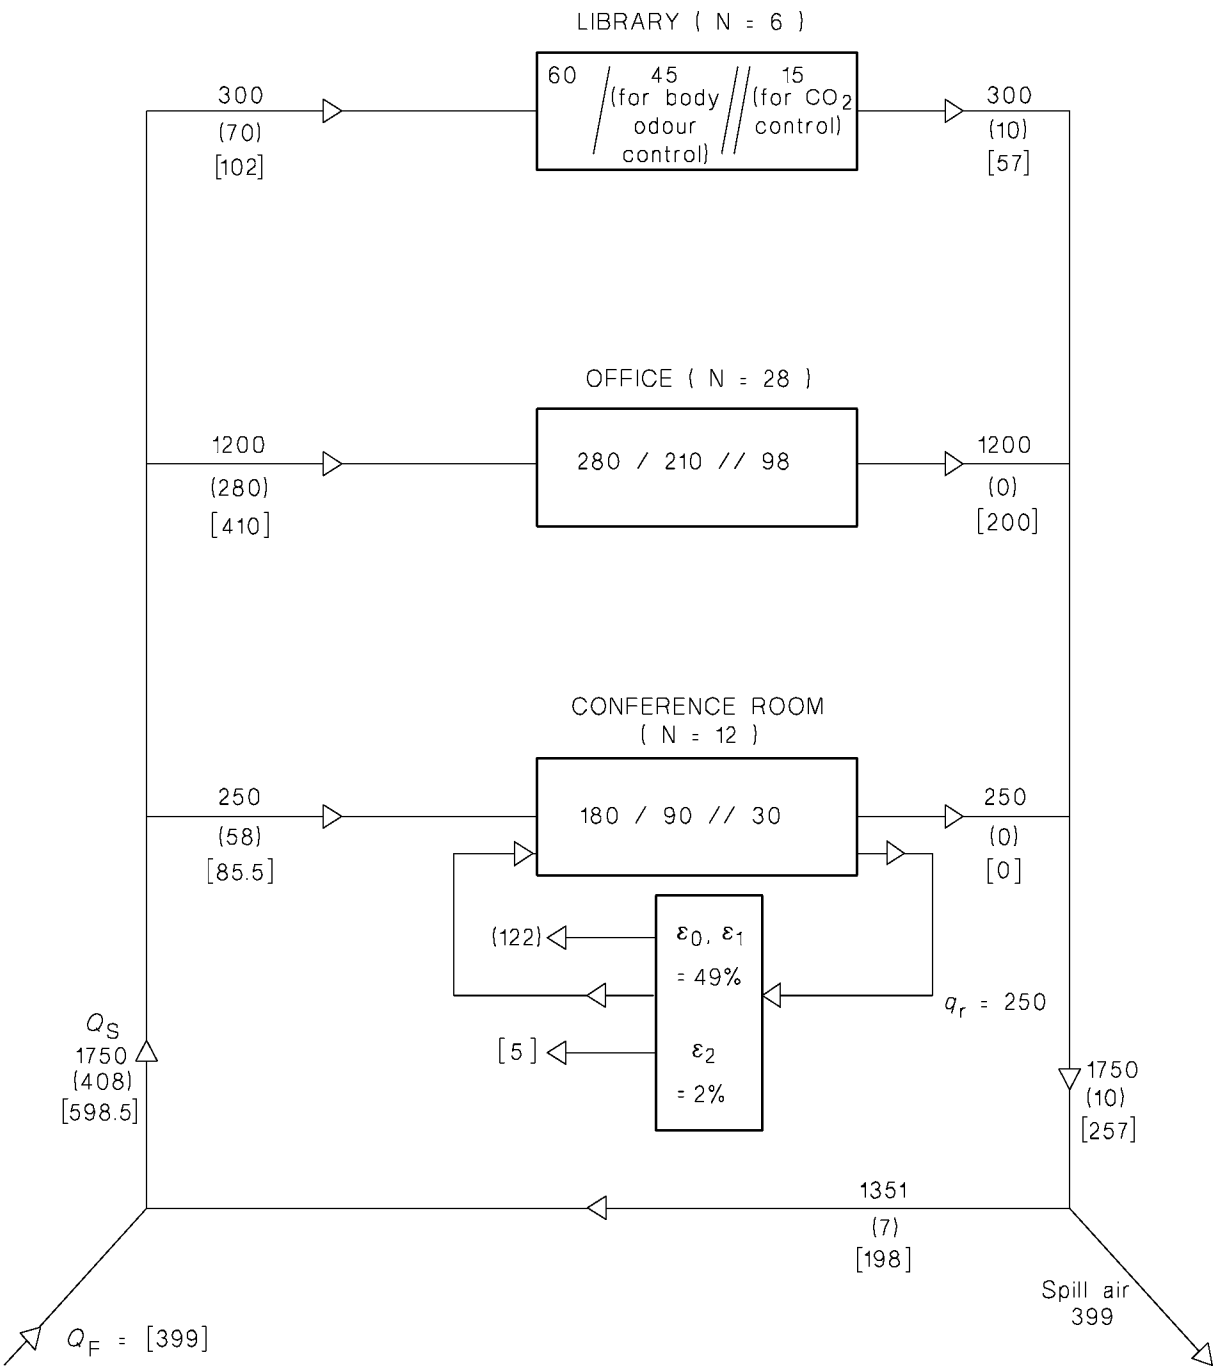 LIBRARY ( N = 6 )
60 / 45 // 15
(for body (for CO2
odour control)
control)
300
(70)
[102]
300
(10)
[57]
OFFICE ( N = 28 )
280 / 210 // 98
1200
(280)
[410]
1200
(0)
[200]
CONFERENCE ROOM
( N = 12 )
180 / 90 // 30
250
(58)
[85.5]
250
(0)
[0]
(122)
ε0, ε1
= 49%
[5]
ε2
= 2%
qr = 250
QS
1750
(408)
[598.5]
1750
(10)
[257]
1351
(7)
[198]
Spill air
399
QF = [399]